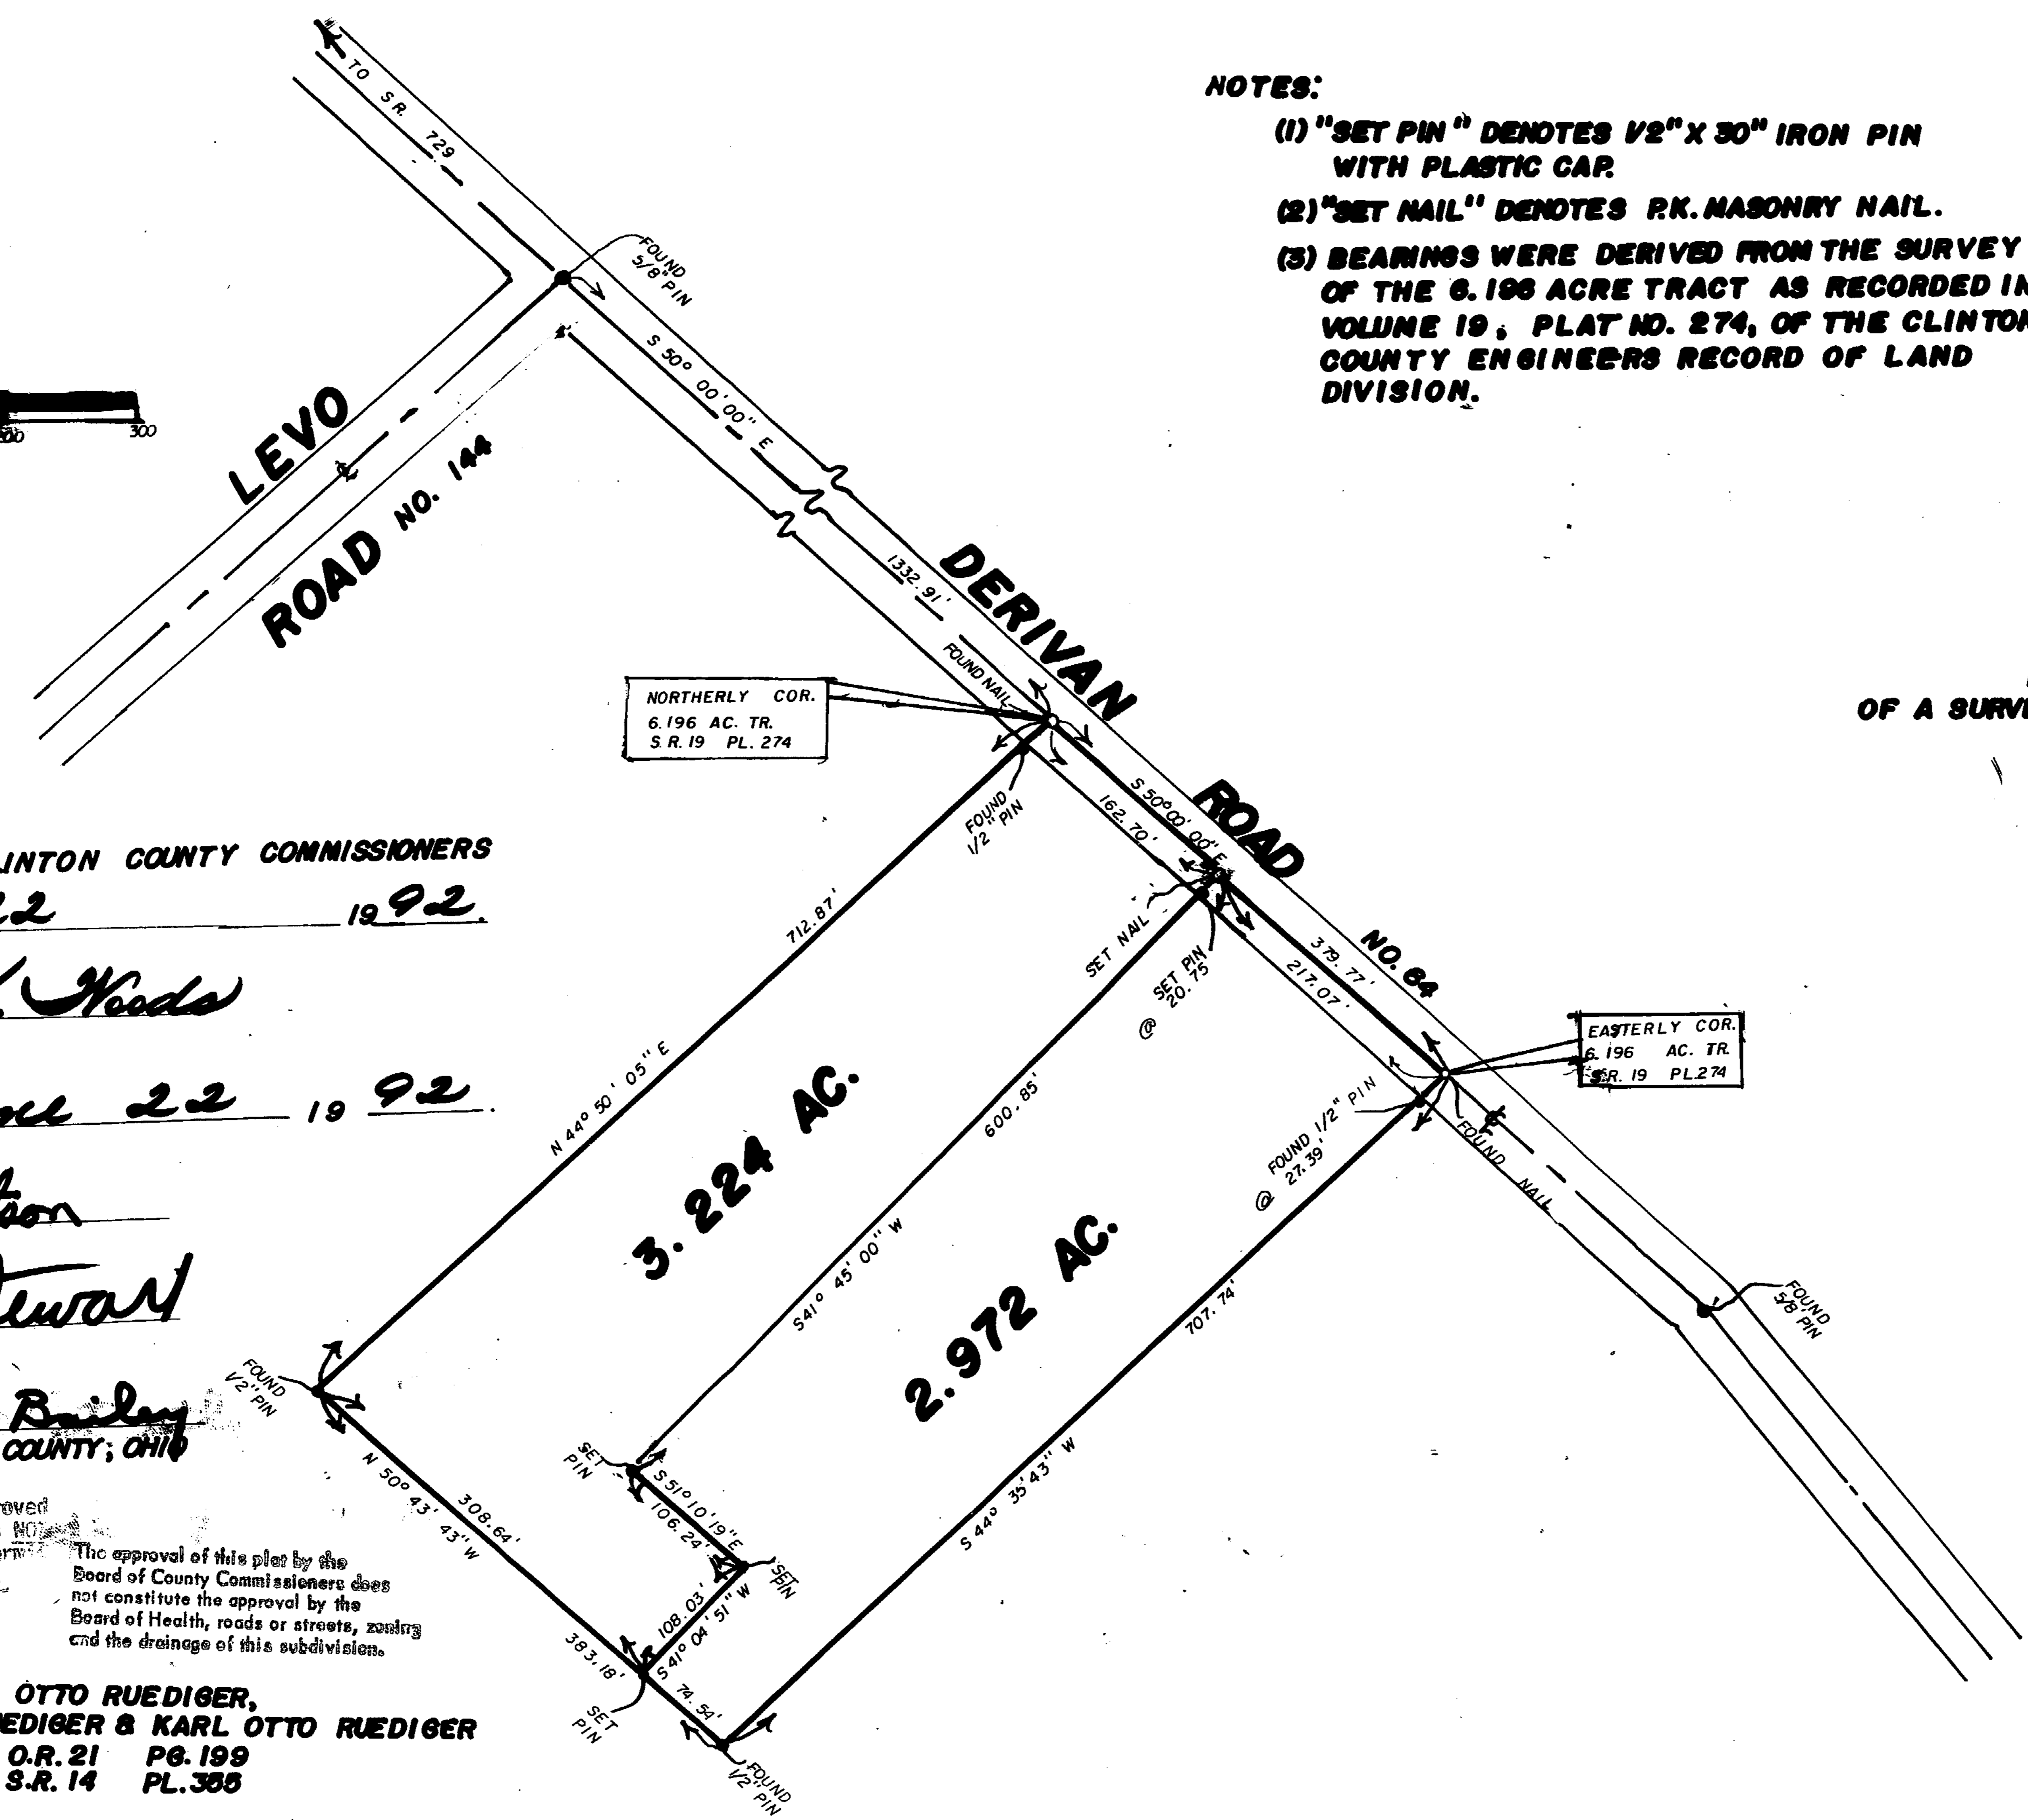 NOTES:
(1) "SET PIN" DENOTES 1/2" X 30" IRON PIN
WITH PLASTIC CAP.
(2) "SET NAIL" DENOTES P.K. MASONRY NAIL.
(3) BEARINGS WERE DERIVED FROM THE SURVEY
OF THE 6.196 ACRE TRACT AS RECORDED IN
VOLUME 19, PLAT NO. 274, OF THE CLINTON
COUNTY ENGINEERS RECORD OF LAND
DIVISION.
TO S.R. 729
FOUND
5/8" PIN
S 50° 00' 00" E
300
LEVO
ROAD NO. 144
1332.91'
DERIVAN
ROAD
NO. 64
FOUND NAIL
NORTHERLY COR.
6.196 AC. TR.
S.R. 19 PL. 274
OF A SURVE
FOUND
1/2" PIN
S 50° 00' 00" E
162.70'
SET NAIL
SET PIN
@ 20.75
379.77'
217.07'
EASTERLY COR.
6.196 AC. TR.
S.R. 19 PL. 274
FOUND 1/2" PIN
@ 27.39'
FOUND NAIL
FOUND
5/8" PIN
712.87'
N 44° 50' 05" E
3.224 AC.
600.85'
S 41° 45' 00" W
2.972 AC.
707.74'
S 44° 35' 43" W
FOUND
1/2" PIN
N 50° 43' 43" W
308.64'
383.18'
SET
PIN
S 51° 10' 19" E
106.24'
SET
PIN
108.03'
S 41° 04' 51" W
SET
PIN
74.54'
FOUND
1/2" PIN
LINTON COUNTY COMMISSIONERS
22 1992.
Woods
22 19 92.
son
Bailey
COUNTY, OHIO
oved
The approval of this plat by the
Board of County Commissioners does
not constitute the approval by the
Board of Health, roads or streets, zoning
and the drainage of this subdivision.
OTTO RUEDIGER,
EDIGER & KARL OTTO RUEDIGER
O.R. 21 PG. 199
S.R. 14 PL. 355